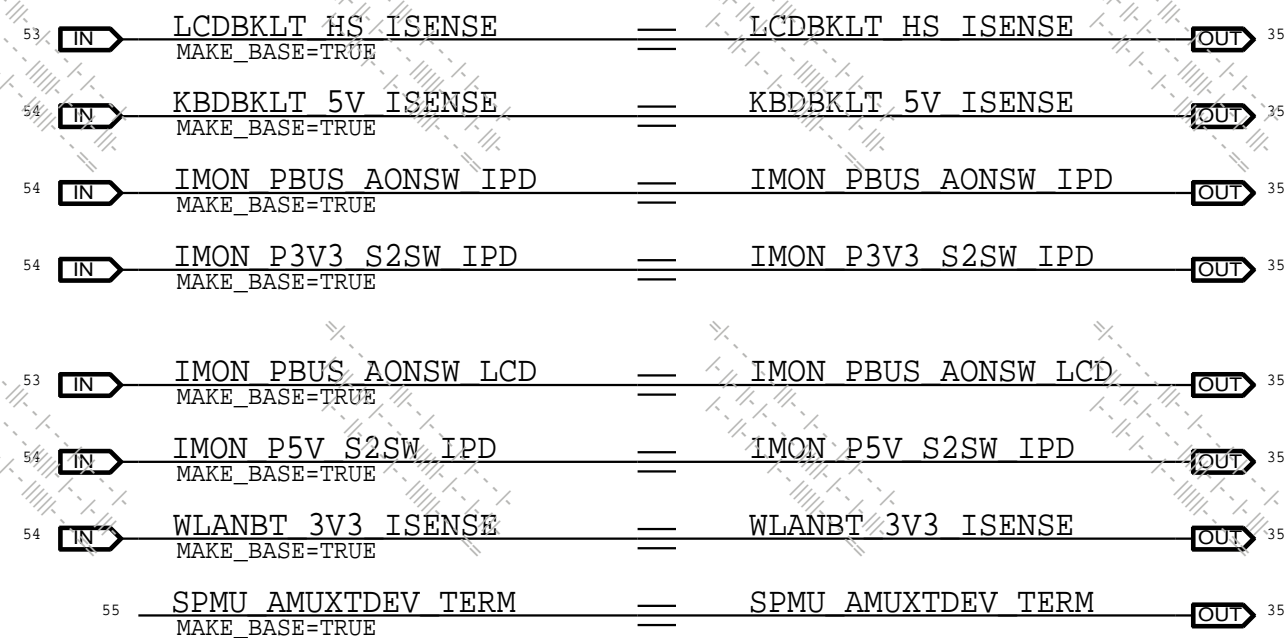 53 IN LCDBKLT_HS_ISENSE LCDBKLT_HS_ISENSE OUT 35
MAKE_BASE=TRUE
54 IN KBDBKLT_5V_ISENSE KBDBKLT_5V_ISENSE OUT 35
MAKE_BASE=TRUE
54 IN IMON_PBUS_AONSW_IPD IMON_PBUS_AONSW_IPD OUT 35
MAKE_BASE=TRUE
54 IN IMON_P3V3_S2SW_IPD IMON_P3V3_S2SW_IPD OUT 35
MAKE_BASE=TRUE
53 IN IMON_PBUS_AONSW_LCD IMON_PBUS_AONSW_LCD OUT 35
MAKE_BASE=TRUE
54 IN IMON_P5V_S2SW_IPD IMON_P5V_S2SW_IPD OUT 35
MAKE_BASE=TRUE
54 IN WLANBT_3V3_ISENSE WLANBT_3V3_ISENSE OUT 35
MAKE_BASE=TRUE
55 SPMU_AMUXTDEV_TERM SPMU_AMUXTDEV_TERM OUT 35
MAKE_BASE=TRUE